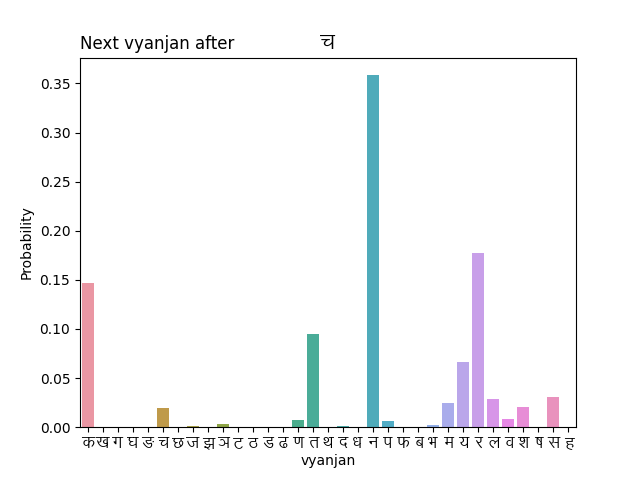 Next vyanjan after च
0.35
0.30
0.25
0.20
0.15
0.10
0.05
0.00
Probability
क ख ग घ ङ च छ ज झ ञ ट ठ ड ढ ण त थ द ध न प फ ब भ म य र ल व श ष स ह
vyanjan